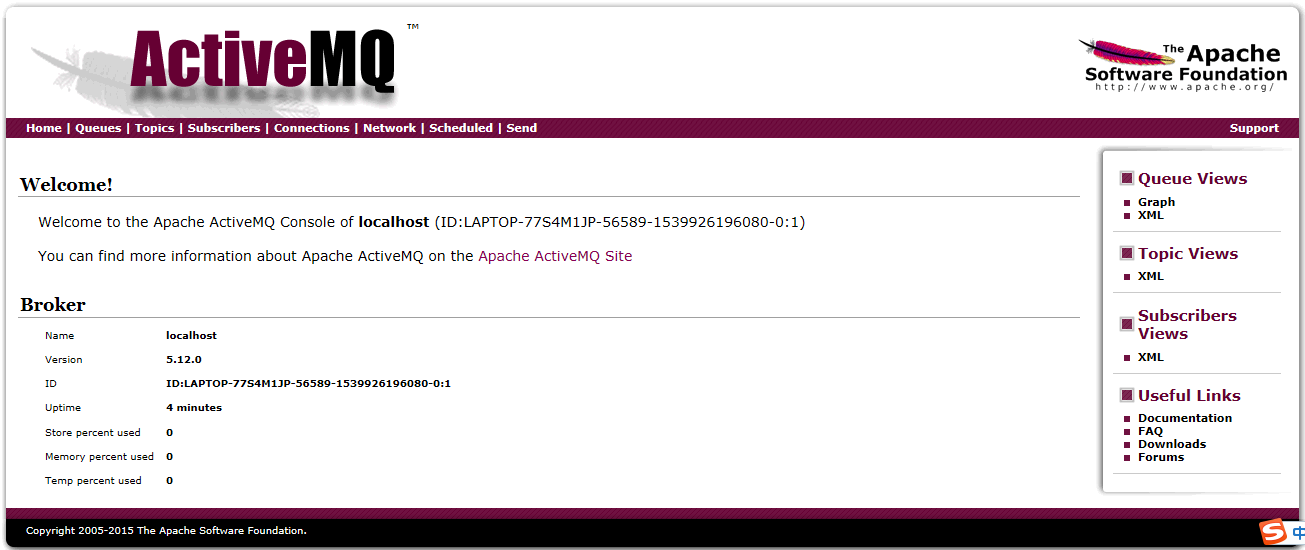 ActiveMQ ™
The Apache
Software Foundation
http://www.apache.org/
Home | Queues | Topics | Subscribers | Connections | Network | Scheduled | Send
Support
Welcome!
Welcome to the Apache ActiveMQ Console of localhost (ID:LAPTOP-77S4M1JP-56589-1539926196080-0:1)
You can find more information about Apache ActiveMQ on the Apache ActiveMQ Site
Broker
Name localhost
Version 5.12.0
ID ID:LAPTOP-77S4M1JP-56589-1539926196080-0:1
Uptime 4 minutes
Store percent used 0
Memory percent used 0
Temp percent used 0
Queue Views
Graph
XML
Topic Views
XML
Subscribers
Views
XML
Useful Links
Documentation
FAQ
Downloads
Forums
Copyright 2005-2015 The Apache Software Foundation.
S 中